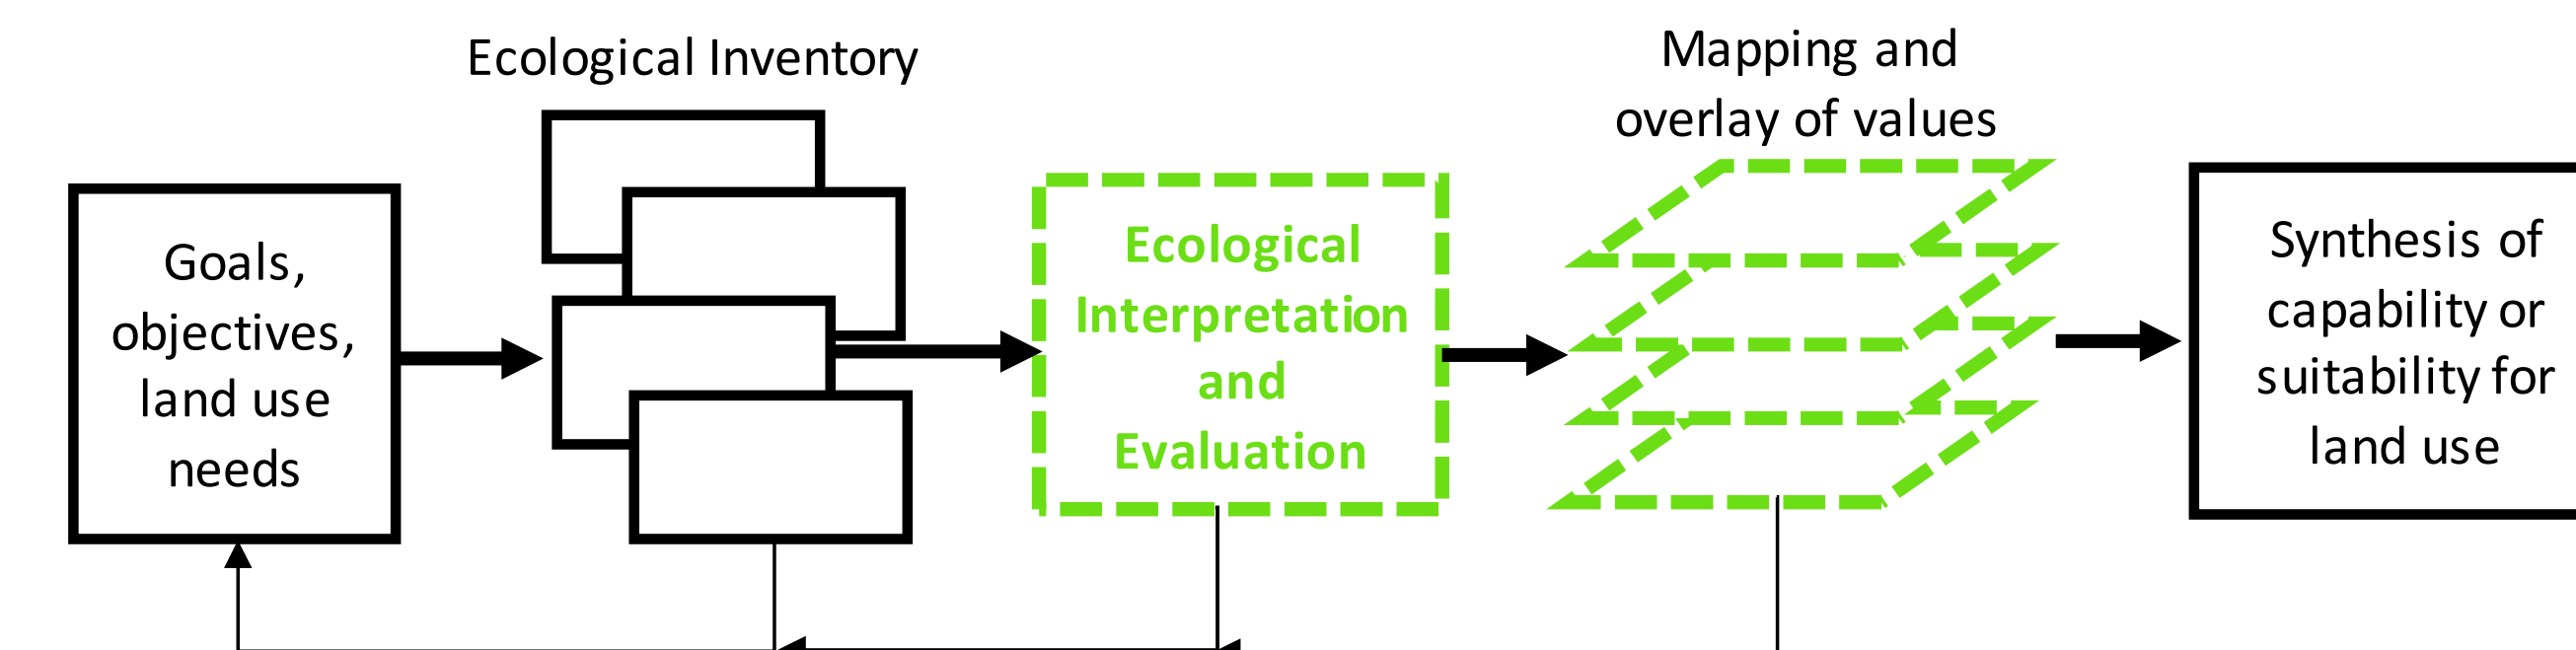 Ecological Inventory
Mapping and
overlay of values
Goals,
objectives,
land use
needs
Ecological
Interpretation
and
Evaluation
Synthesis of
capability or
suitability for
land use